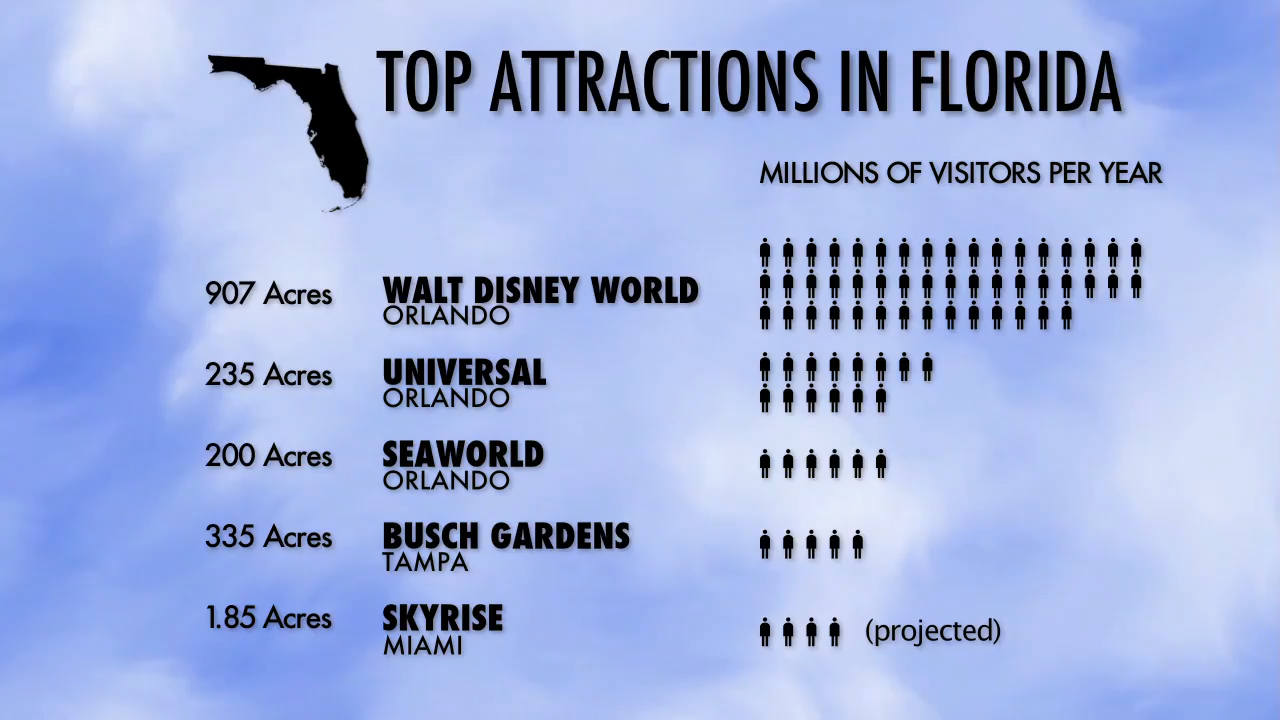 TOP ATTRACTIONS IN FLORIDA
MILLIONS OF VISITORS PER YEAR
907 Acres WALT DISNEY WORLD
ORLANDO
235 Acres UNIVERSAL
ORLANDO
200 Acres SEAWORLD
ORLANDO
335 Acres BUSCH GARDENS
TAMPA
1.85 Acres SKYRISE
MIAMI
(projected)